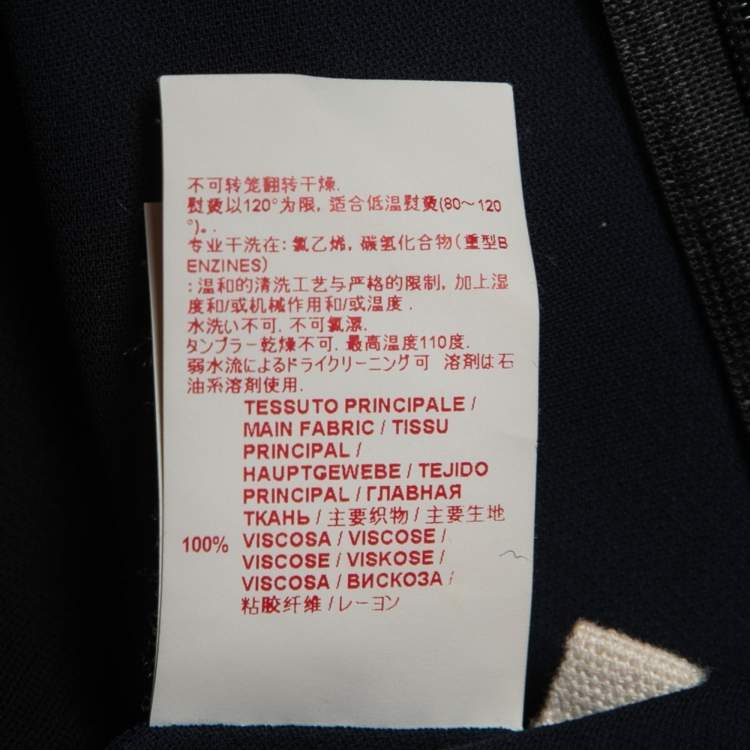 不可转笼翻转干燥.
熨烫以120°为限, 适合低温熨烫(80～120
°)。.
专业干洗在: 氯乙烯, 碳氢化合物(重型B
ENZINES)
:温和的清洗工艺与严格的限制, 加上湿
度和/或机械作用和/或温度.
水洗い不可. 不可氯漂.
タンブラー乾燥不可. 最高温度110度.
弱水流によるドライクリーニング可 溶剤は石
油系溶剤使用.
TESSUTO PRINCIPALE /
MAIN FABRIC / TISSU
PRINCIPAL /
HAUPTGEWEBE / TEJIDO
PRINCIPAL / ГЛАВНАЯ
ТКАНЬ / 主要织物 / 主要生地
100% VISCOSA / VISCOSE /
VISCOSE / VISKOSE /
VISCOSA / ВИСКОЗА /
粘胶纤维 / レーヨン